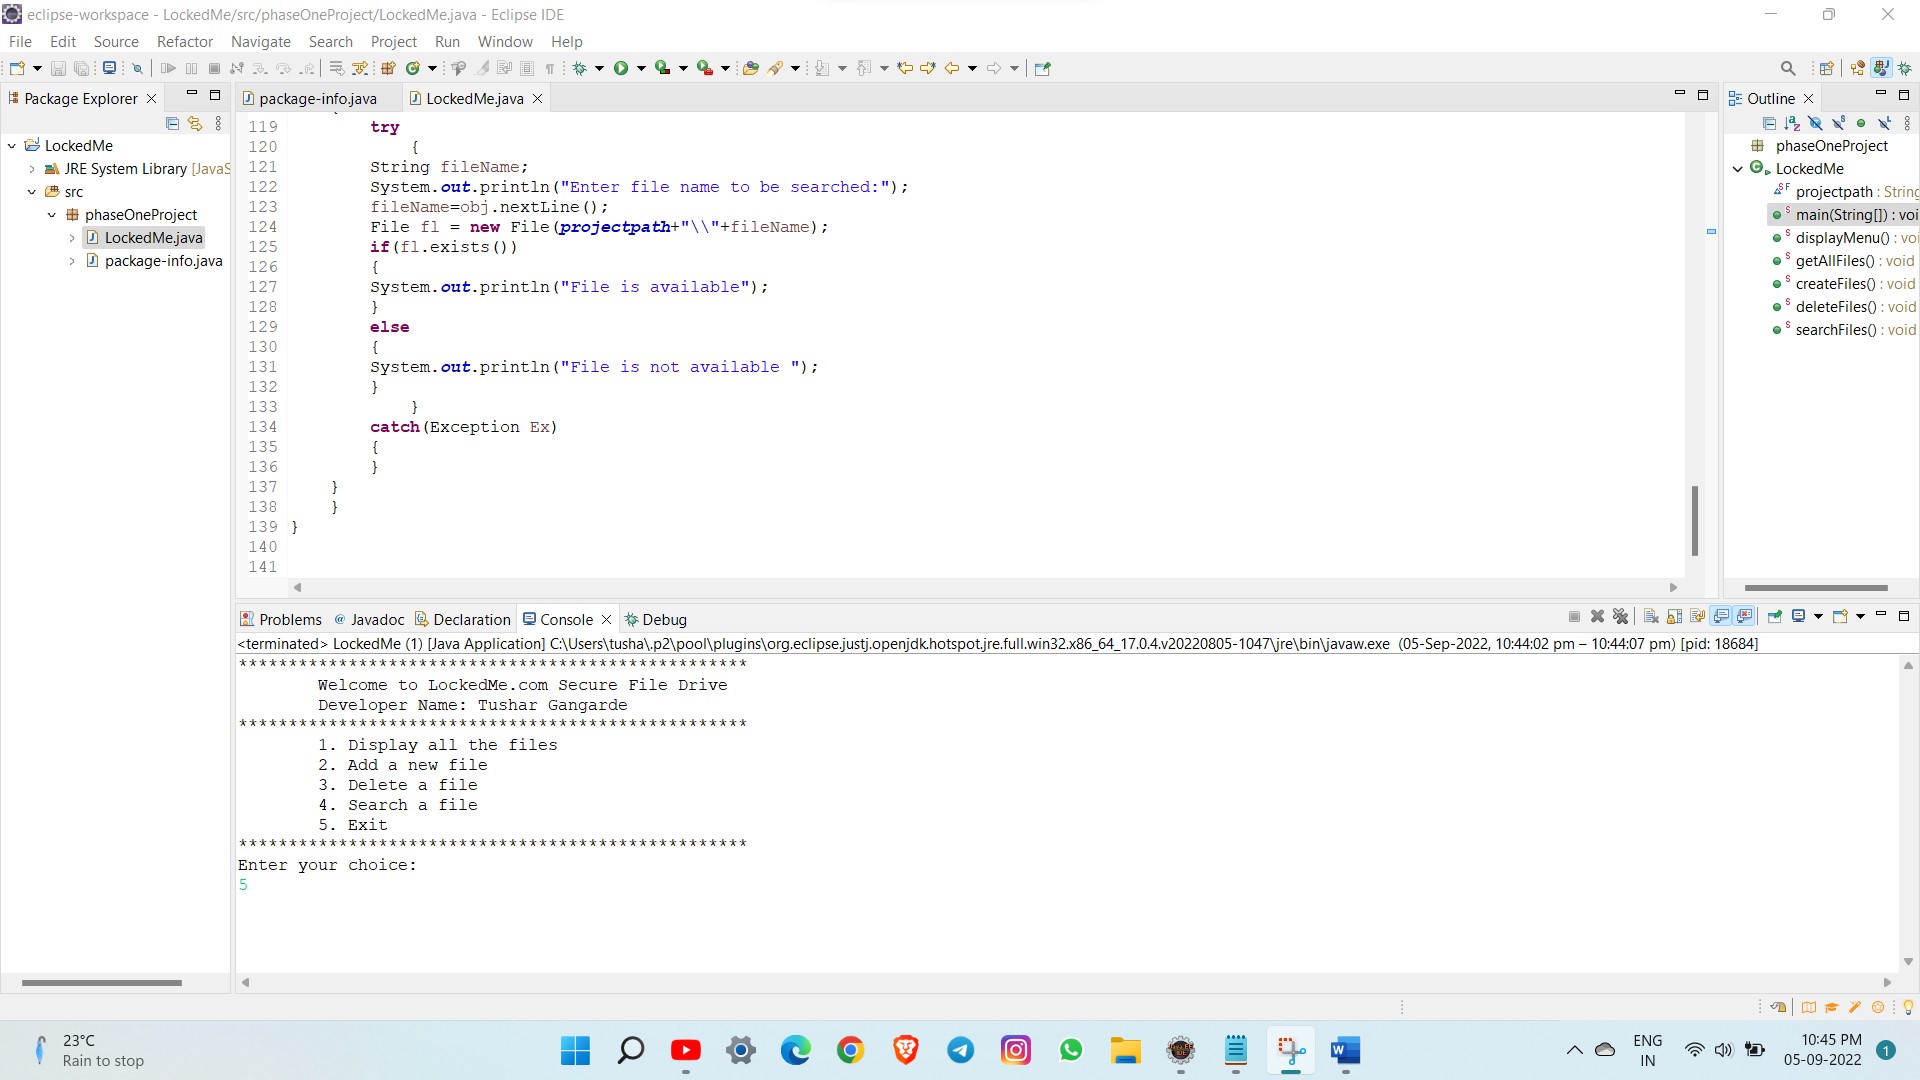 eclipse-workspace - LockedMe/src/phaseOneProject/LockedMe.java - Eclipse IDE
File Edit Source Refactor Navigate Search Project Run Window Help
Package Explorer
LockedMe
JRE System Library [JavaS
src
phaseOneProject
LockedMe.java
package-info.java
package-info.java LockedMe.java
119 try
120 {
121 String fileName;
122 System.out.println("Enter file name to be searched:");
123 fileName=obj.nextLine();
124 File fl = new File(projectpath+"\\"+fileName);
125 if(fl.exists())
126 {
127 System.out.println("File is available");
128 }
129 else
130 {
131 System.out.println("File is not available ");
132 }
133 }
134 catch(Exception Ex)
135 {
136 }
137 }
138 }
139 }
140
141
Outline
phaseOneProject
LockedMe
projectpath : String
main(String[]) : voi
displayMenu() : voi
getAllFiles() : void
createFiles() : void
deleteFiles() : void
searchFiles() : void
Problems Javadoc Declaration Console Debug
<terminated> LockedMe (1) [Java Application] C:\Users\tusha\.p2\pool\plugins\org.eclipse.justj.openjdk.hotspot.jre.full.win32.x86_64_17.0.4.v20220805-1047\jre\bin\javaw.exe (05-Sep-2022, 10:44:02 pm – 10:44:07 pm) [pid: 18684]
***************************************************
Welcome to LockedMe.com Secure File Drive
Developer Name: Tushar Gangarde
***************************************************
1. Display all the files
2. Add a new file
3. Delete a file
4. Search a file
5. Exit
***************************************************
Enter your choice:
5
23°C
Rain to stop
ENG
IN
10:45 PM
05-09-2022
1